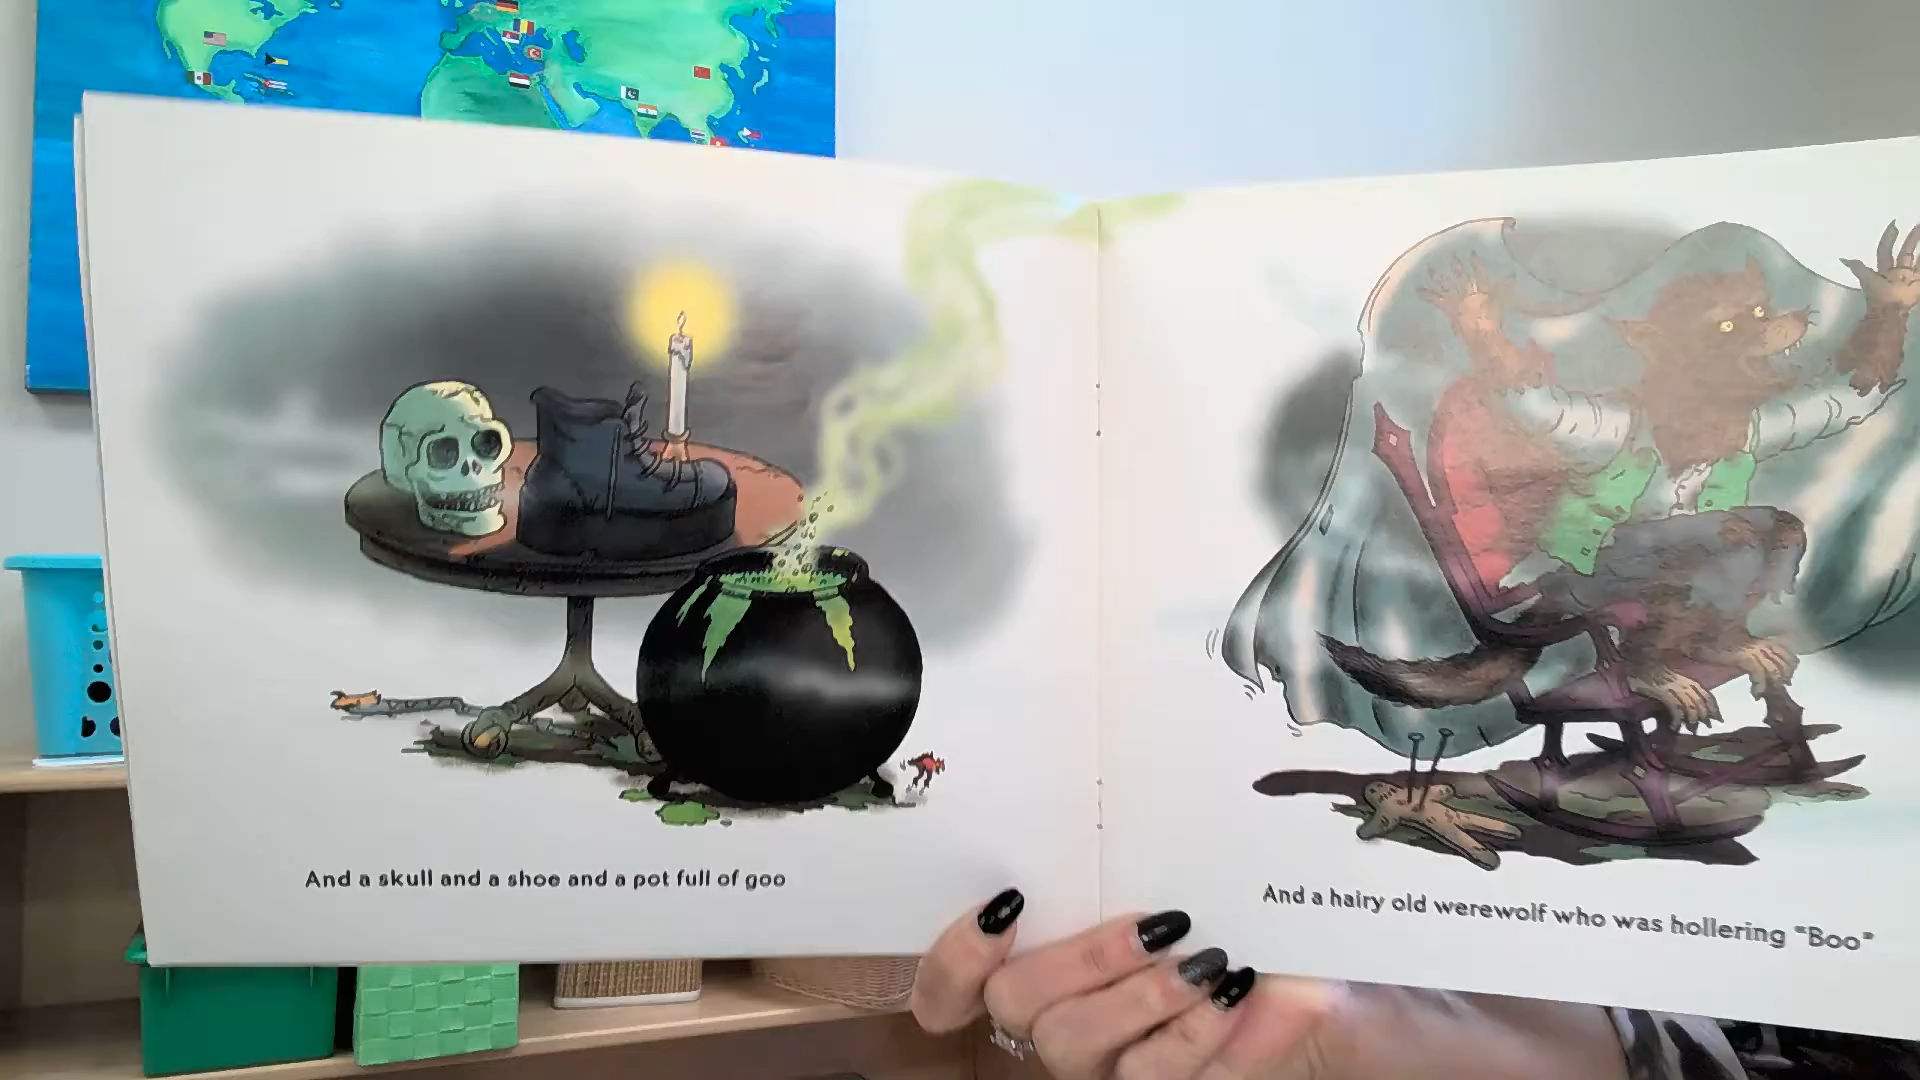 And a skull and a shoe and a pot full of goo
And a hairy old werewolf who was hollering "Boo"